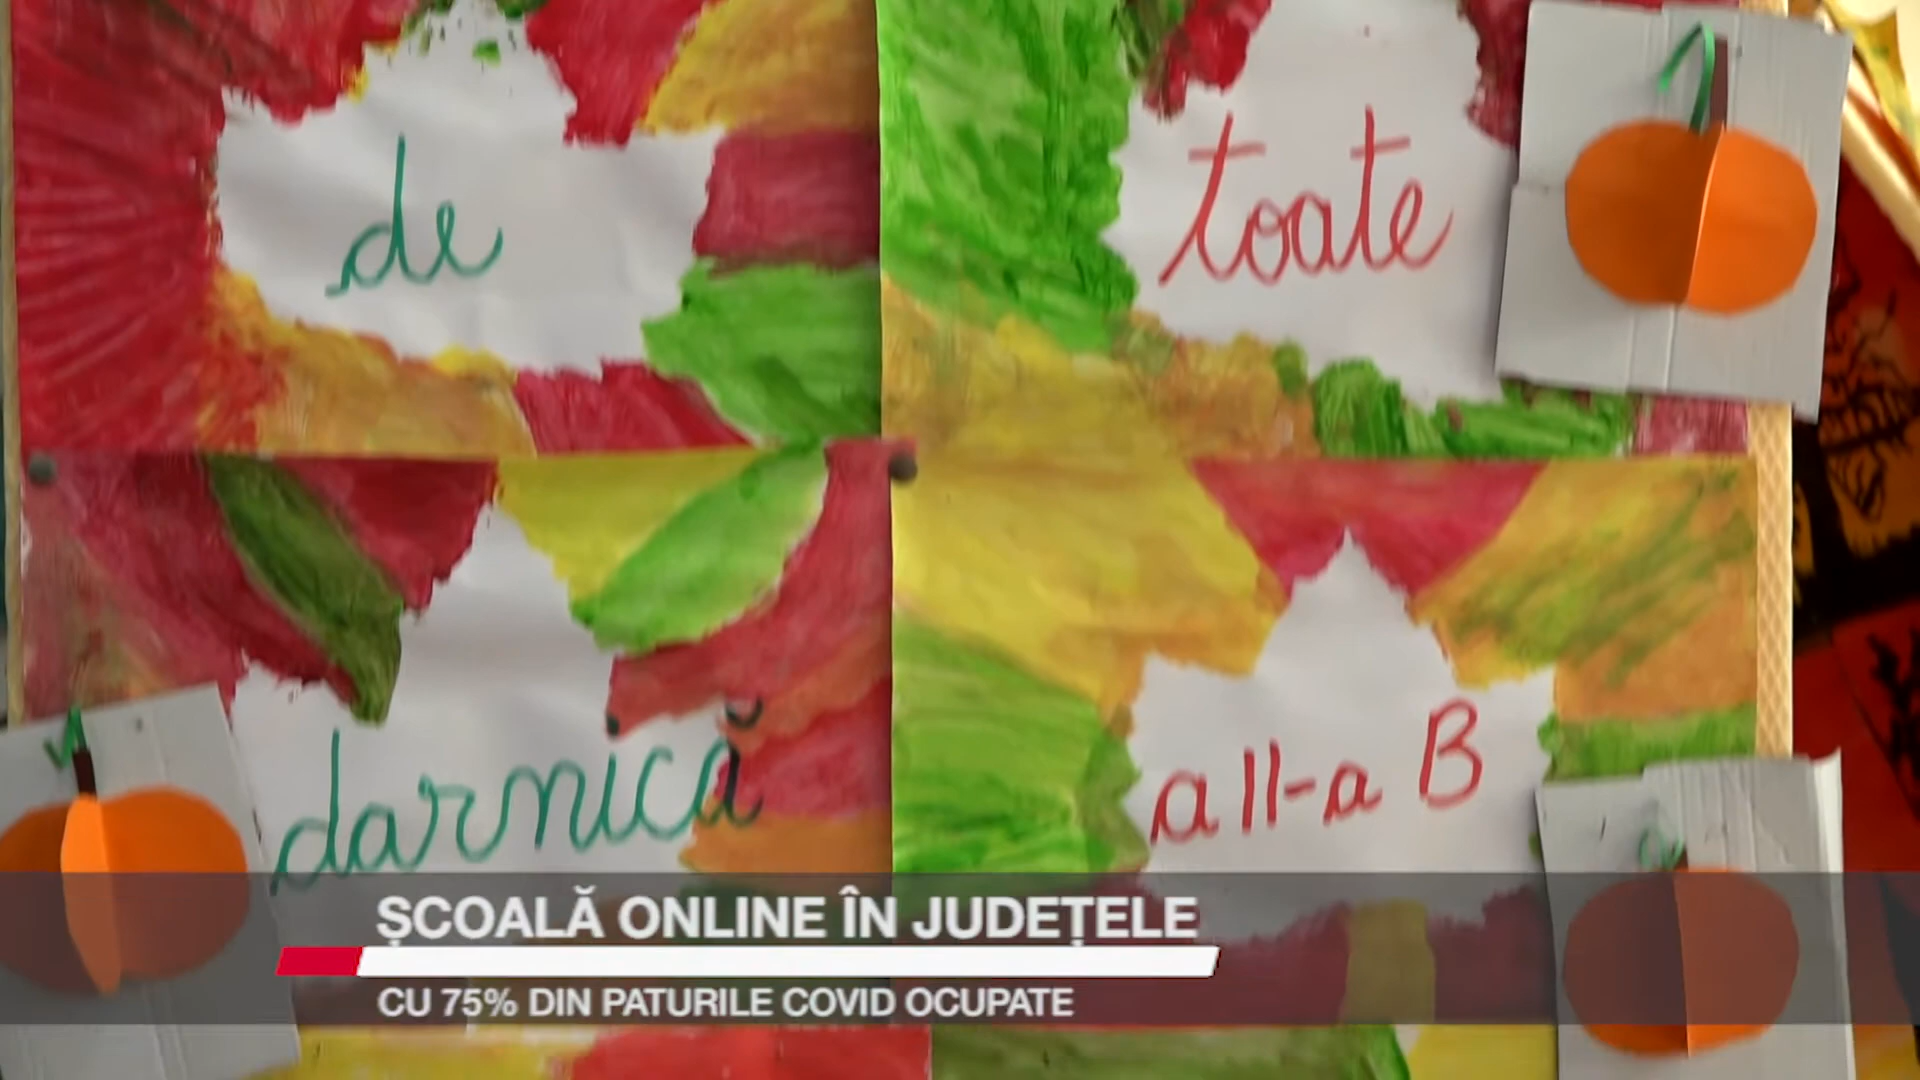 de
toate
darnică
a II-a B
ȘCOALĂ ONLINE ÎN JUDEȚELE
CU 75% DIN PATURILE COVID OCUPATE